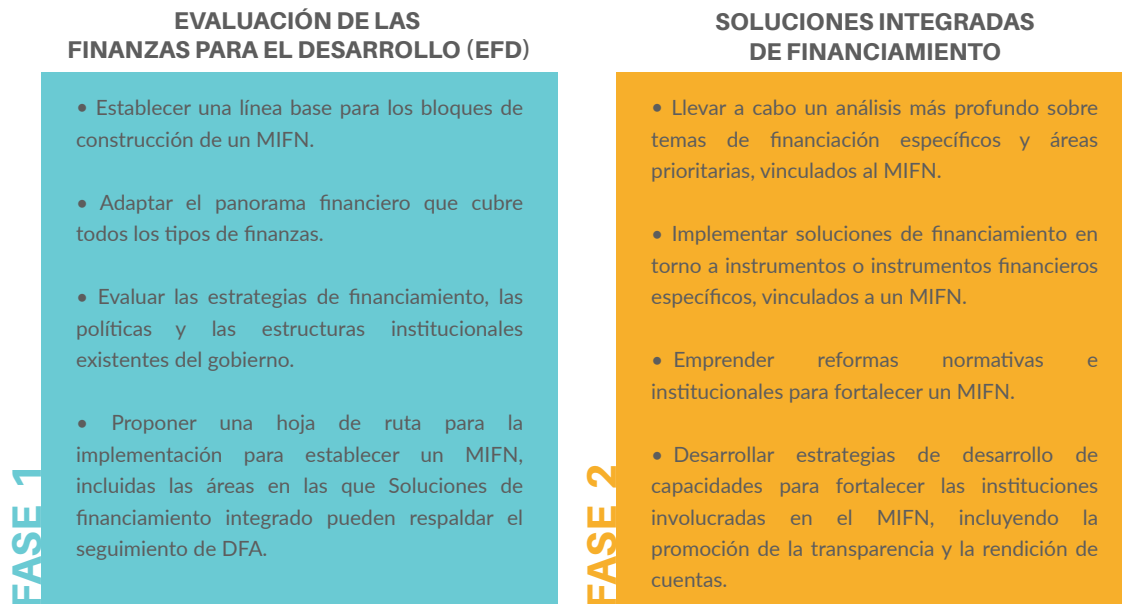 EVALUACIÓN DE LAS
FINANZAS PARA EL DESARROLLO (EFD)
FASE 1
• Establecer una línea base para los bloques de
construcción de un MIFN.
• Adaptar el panorama financiero que cubre
todos los tipos de finanzas.
• Evaluar las estrategias de financiamiento, las
políticas y las estructuras institucionales
existentes del gobierno.
• Proponer una hoja de ruta para la
implementación para establecer un MIFN,
incluidas las áreas en las que Soluciones de
financiamiento integrado pueden respaldar el
seguimiento de DFA.
SOLUCIONES INTEGRADAS
DE FINANCIAMIENTO
FASE 2
• Llevar a cabo un análisis más profundo sobre
temas de financiación específicos y áreas
prioritarias, vinculados al MIFN.
• Implementar soluciones de financiamiento en
torno a instrumentos o instrumentos financieros
específicos, vinculados a un MIFN.
• Emprender reformas normativas e
institucionales para fortalecer un MIFN.
• Desarrollar estrategias de desarrollo de
capacidades para fortalecer las instituciones
involucradas en el MIFN, incluyendo la
promoción de la transparencia y la rendición de
cuentas.